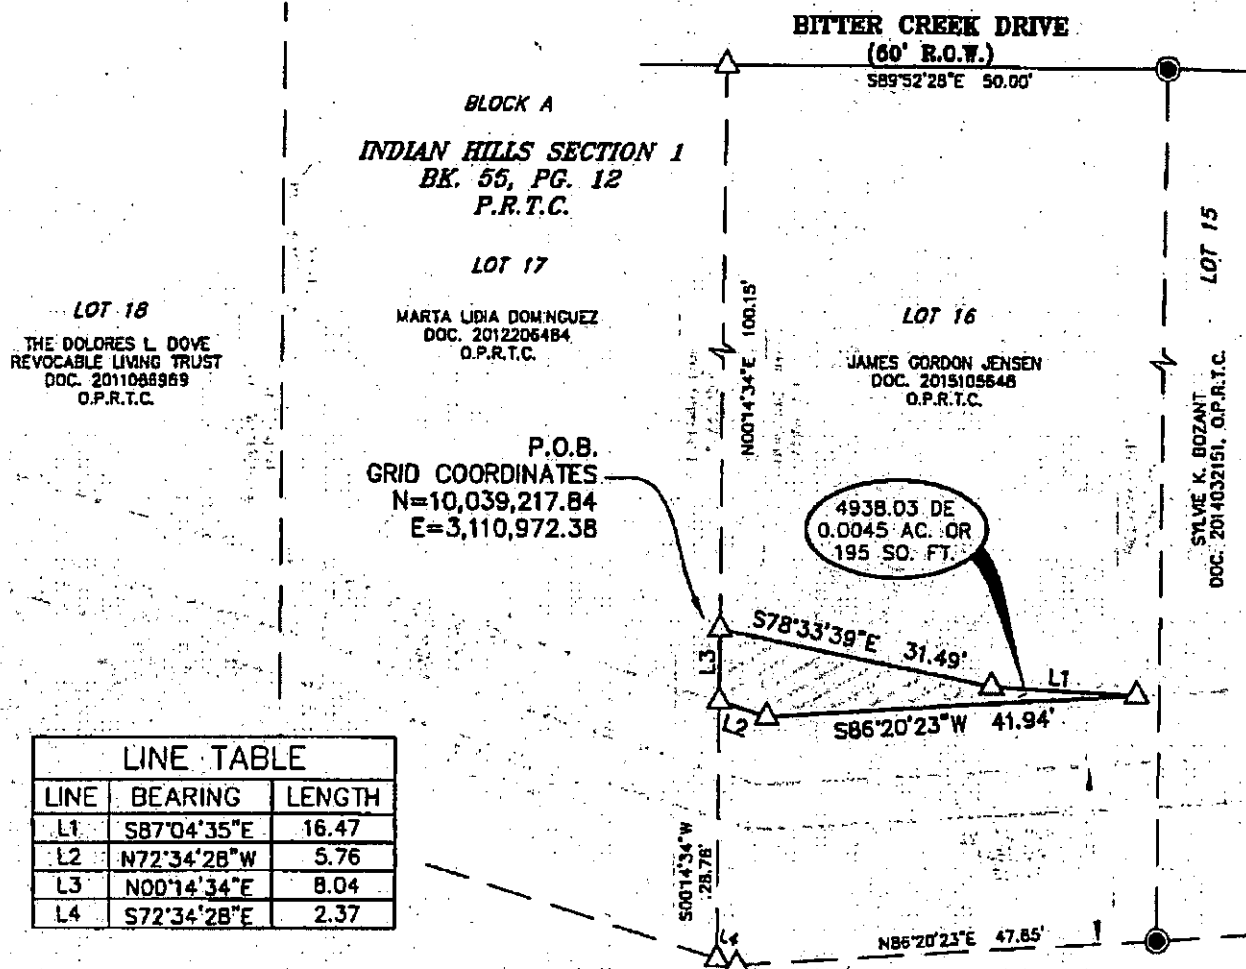 BITTER CREEK DRIVE
(60' R.O.W.)
S89°52'28"E 50.00'
BLOCK A
INDIAN HILLS SECTION 1
BK. 55, PG. 12
P.R.T.C.
LOT 17
MARTA LIDIA DOMINGUEZ
DOC. 2012206484
O.P.R.T.C.
LOT 18
THE DOLORES L. DOVE
REVOCABLE LIVING TRUST
DOC. 2011086969
O.P.R.T.C.
N00°14'34"E 100.15'
LOT 16
JAMES GORDON JENSEN
DOC. 2015105648
O.P.R.T.C.
LOT 15
SYLVIE K. BOZANT
DOC. 2014032151, O.P.R.T.C.
P.O.B.
GRID COORDINATES
N=10,039,217.84
E=3,110,972.38
4938.03 DE
0.0045 AC. OR
195 SQ. FT.
S78°33'39"E 31.49'
L3
L1
L2
S86°20'23"W 41.94'
LINE TABLE
LINE BEARING LENGTH
L1 S87°04'35"E 16.47
L2 N72°34'28"W 5.76
L3 N00°14'34"E 8.04
L4 S72°34'28"E 2.37
S00°14'34"W
28.76'
L4
N86°20'23"E 47.85'